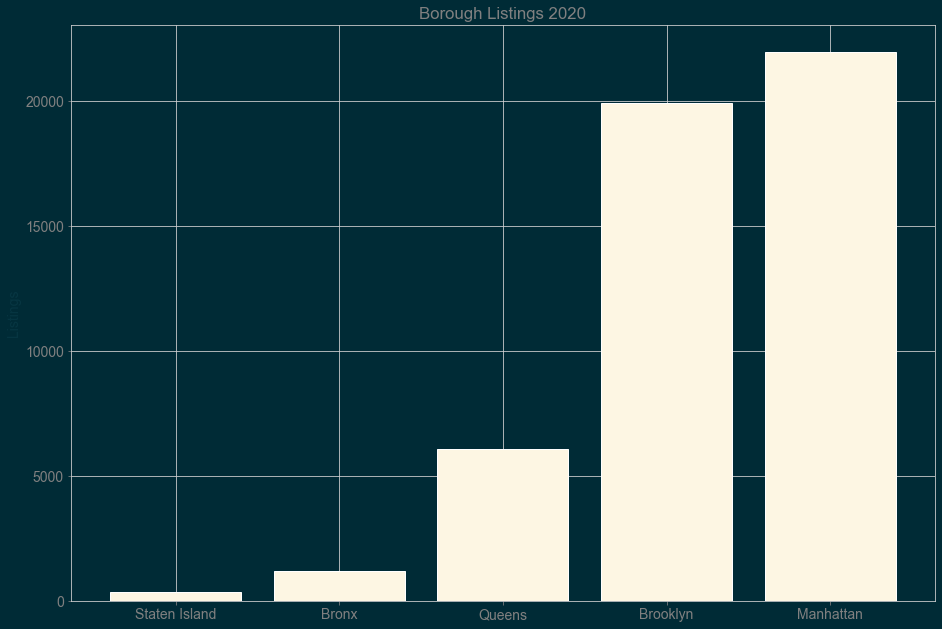 Borough Listings 2020
Listings
20000
15000
10000
5000
0
Staten Island
Bronx
Queens
Brooklyn
Manhattan